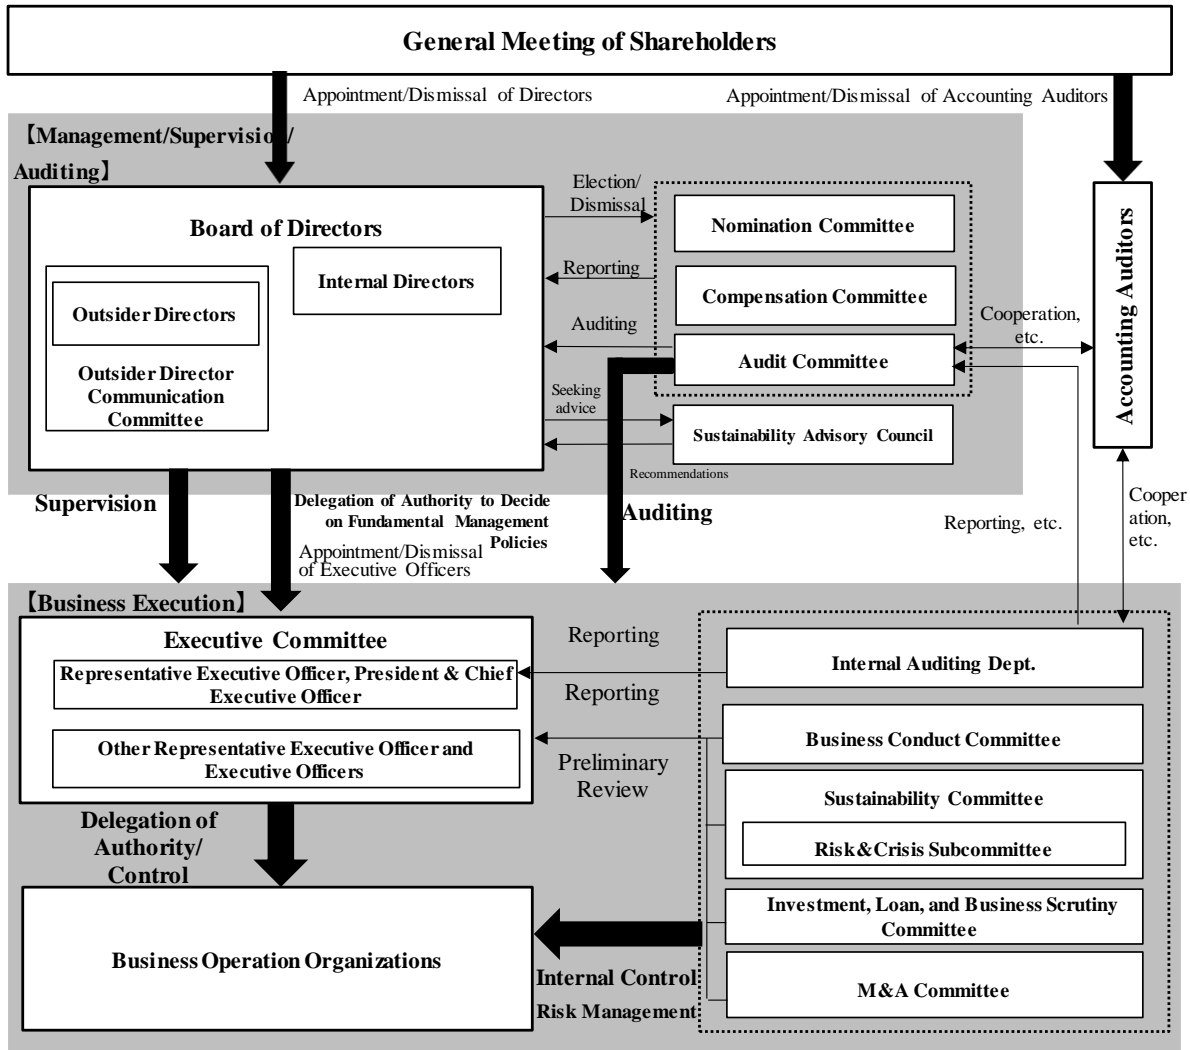 General Meeting of Shareholders
Appointment/Dismissal of Directors
Appointment/Dismissal of Accounting Auditors
【Management/Supervision/
Auditing】
Board of Directors
Internal Directors
Outsider Directors
Outsider Director
Communication
Committee
Election/
Dismissal
Reporting
Auditing
Seeking
advice
Recommendations
Nomination Committee
Compensation Committee
Audit Committee
Sustainability Advisory Council
Cooperation,
etc.
Accounting Auditors
Supervision
Delegation of Authority to Decide
on Fundamental Management
Policies
Appointment/Dismissal
of Executive Officers
Auditing
Reporting, etc.
Cooper
ation,
etc.
【Business Execution】
Executive Committee
Representative Executive Officer, President & Chief
Executive Officer
Other Representative Executive Officer and
Executive Officers
Reporting
Reporting
Preliminary
Review
Internal Auditing Dept.
Business Conduct Committee
Sustainability Committee
Risk&Crisis Subcommittee
Investment, Loan, and Business Scrutiny
Committee
M&A Committee
Delegation of
Authority/
Control
Business Operation Organizations
Internal Control
Risk Management